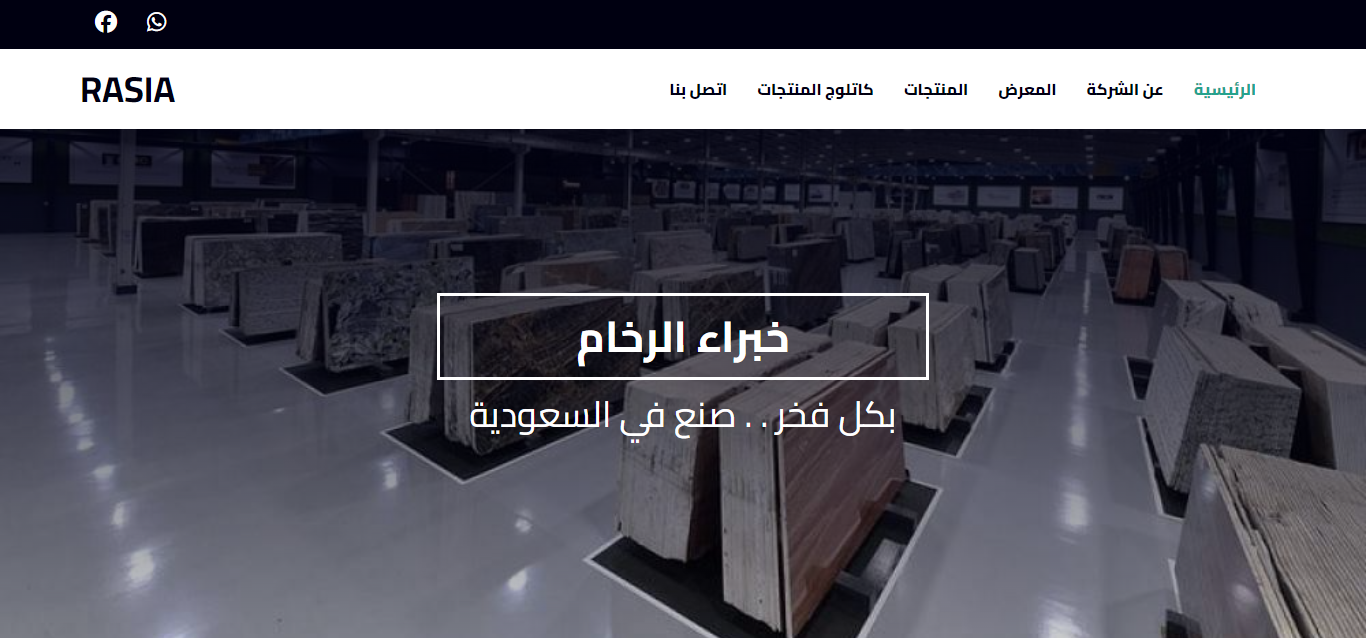 RASIA
الرئيسية
عن الشركة
المعرض
المنتجات
كاتلوج المنتجات
اتصل بنا
خبراء الرخام
بكل فخر . . صنع في السعودية